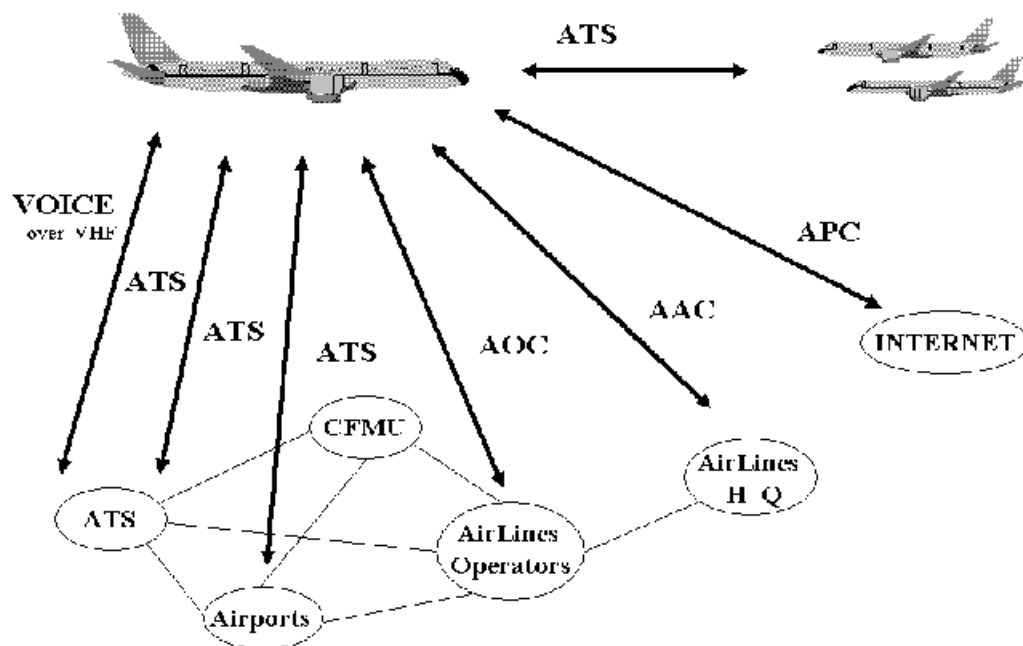 ATS
VOICE
over VHF
APC
ATS
ATS
AAC
ATS
AOC
INTERNET
CFMU
AirLines
H Q
ATS
AirLines
Operators
Airports